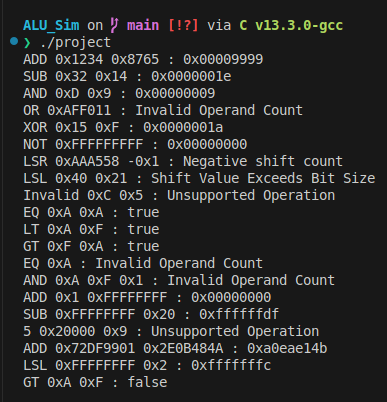 ALU_Sim on main [!?] via C v13.3.0-gcc
❯ ./project
ADD 0x1234 0x8765 : 0x00009999
SUB 0x32 0x14 : 0x0000001e
AND 0xD 0x9 : 0x00000009
OR 0xAFF011 : Invalid Operand Count
XOR 0x15 0xF : 0x0000001a
NOT 0xFFFFFFFFF : 0x00000000
LSR 0xAAA558 -0x1 : Negative shift count
LSL 0x40 0x21 : Shift Value Exceeds Bit Size
Invalid 0xC 0x5 : Unsupported Operation
EQ 0xA 0xA : true
LT 0xA 0xF : true
GT 0xF 0xA : true
EQ 0xA : Invalid Operand Count
AND 0xA 0xF 0x1 : Invalid Operand Count
ADD 0x1 0xFFFFFFFF : 0x00000000
SUB 0xFFFFFFFF 0x20 : 0xffffffdf
5 0x20000 0x9 : Unsupported Operation
ADD 0x72DF9901 0x2E0B484A : 0xa0eae14b
LSL 0xFFFFFFFF 0x2 : 0xfffffffc
GT 0xA 0xF : false